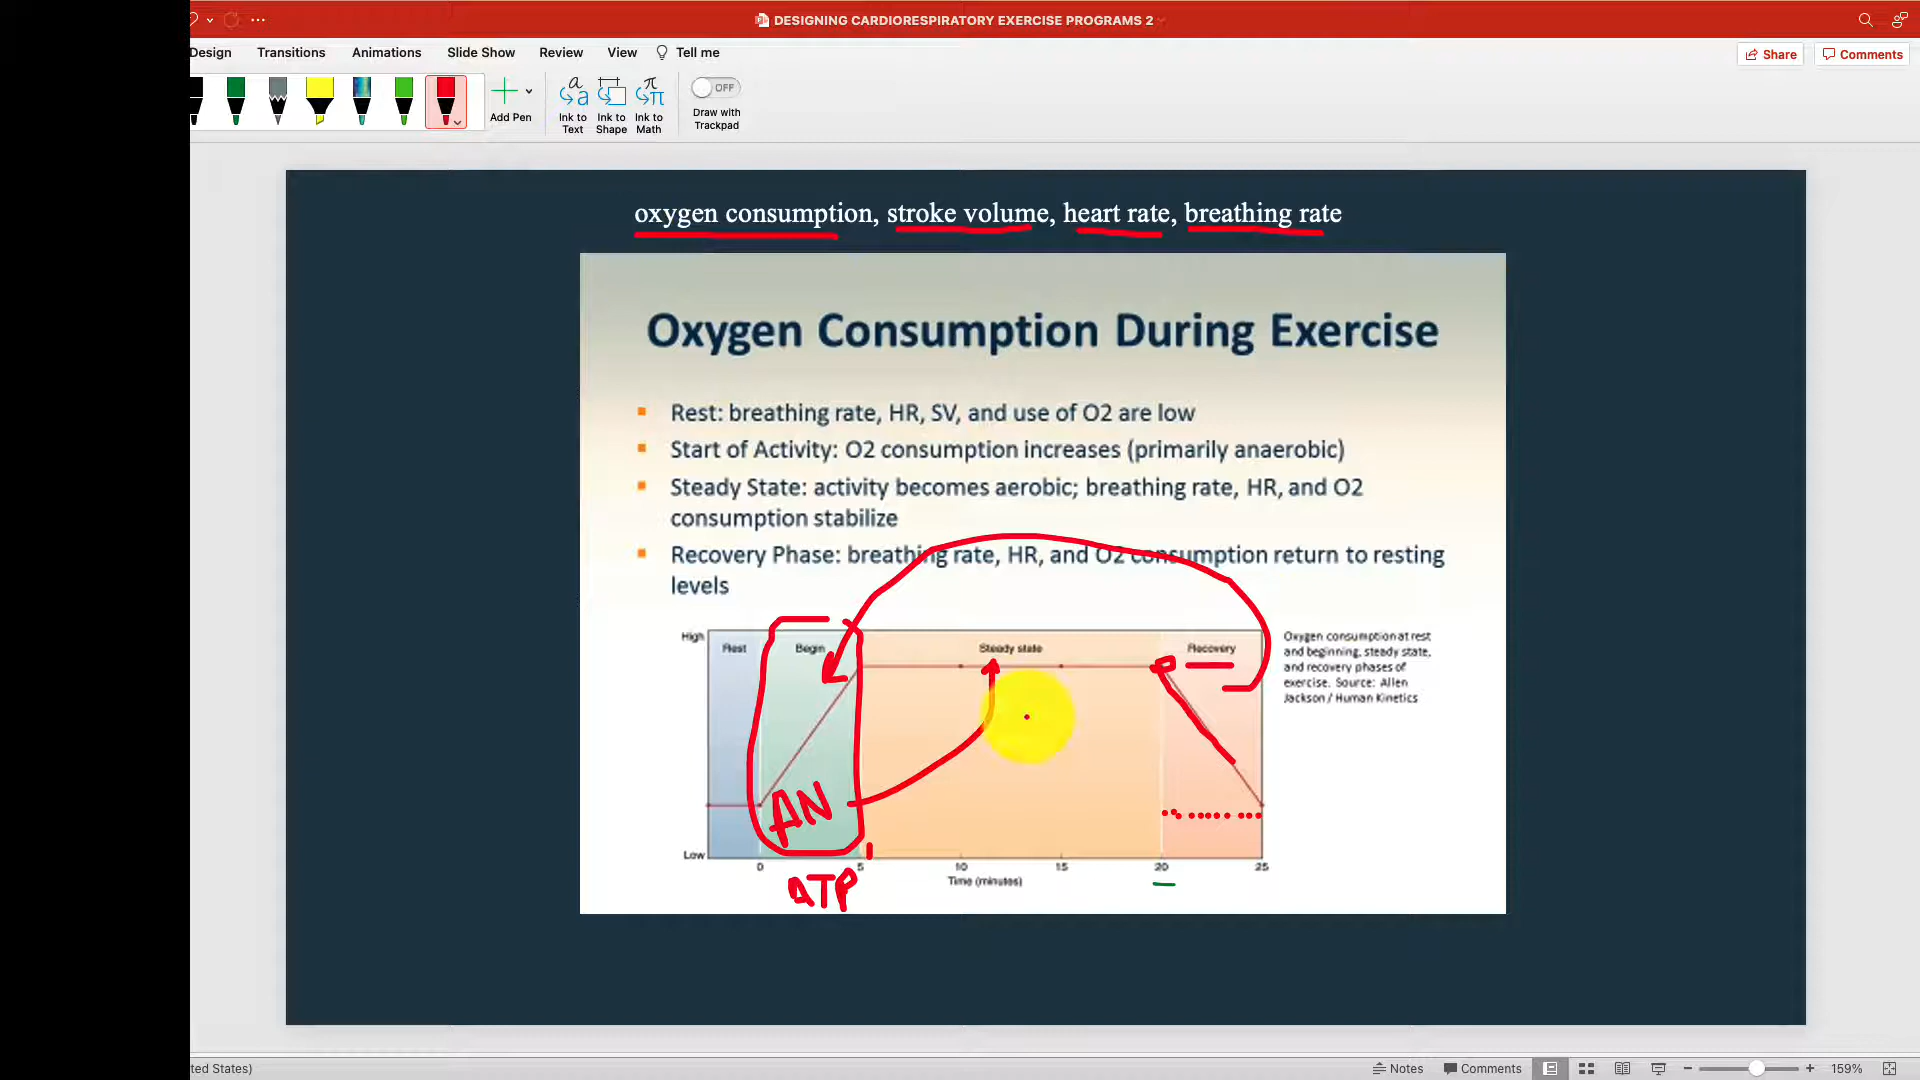 DESIGNING CARDIORESPIRATORY EXERCISE PROGRAMS 2
Design Transitions Animations Slide Show Review View Tell me Share Comments
Add Pen Ink to Text Ink to Shape Ink to Math OFF Draw with Trackpad
oxygen consumption, stroke volume, heart rate, breathing rate
Oxygen Consumption During Exercise
Rest: breathing rate, HR, SV, and use of O2 are low
Start of Activity: O2 consumption increases (primarily anaerobic)
Steady State: activity becomes aerobic; breathing rate, HR, and O2
consumption stabilize
Recovery Phase: breathing rate, HR, and O2 consumption return to resting
levels
High
Rest Begin Steady state Recovery
Oxygen consumption at rest
and beginning, steady state,
and recovery phases of
exercise. Source: Allen
Jackson / Human Kinetics
AN
Low
0 5 10 15 20 25
Time (minutes)
ATP
ted States) Notes Comments 159%